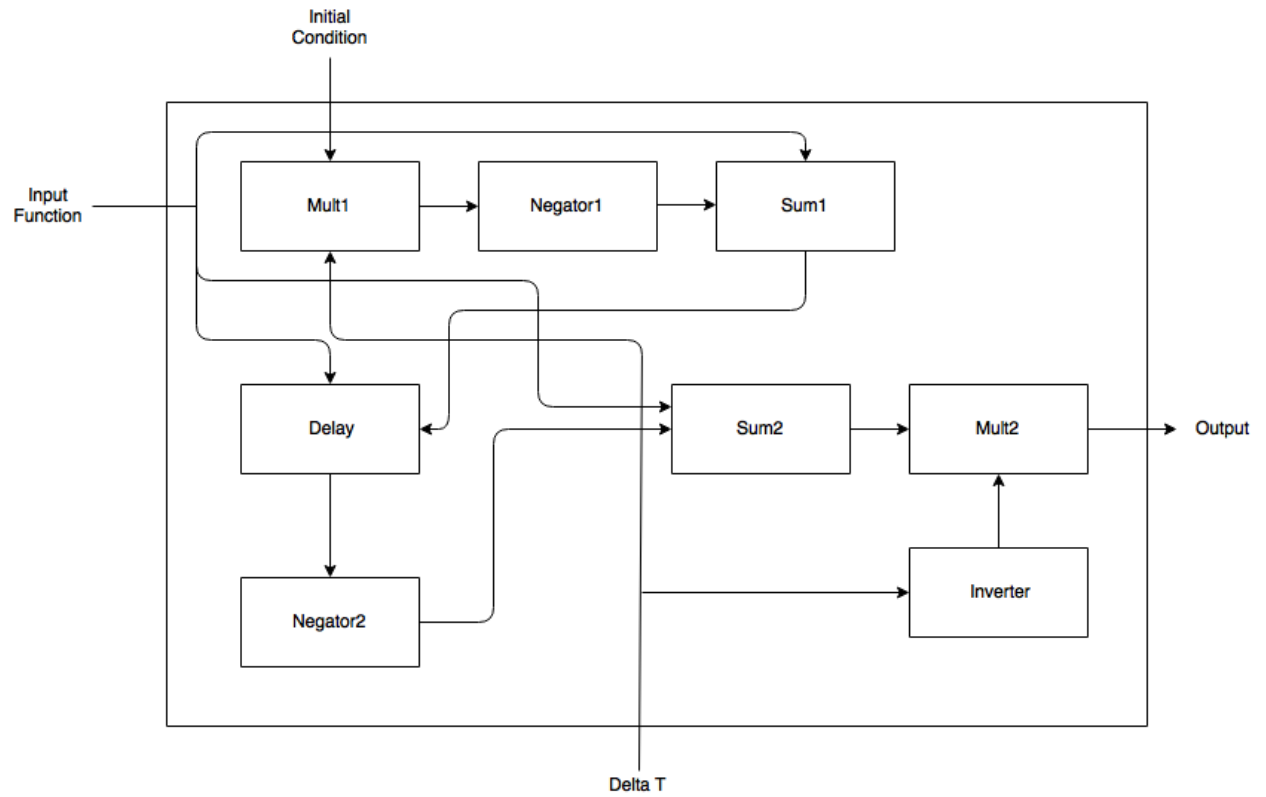 Initial
Condition
Input
Function
Mult1
Negator1
Sum1
Delay
Sum2
Mult2
Output
Negator2
Inverter
Delta T